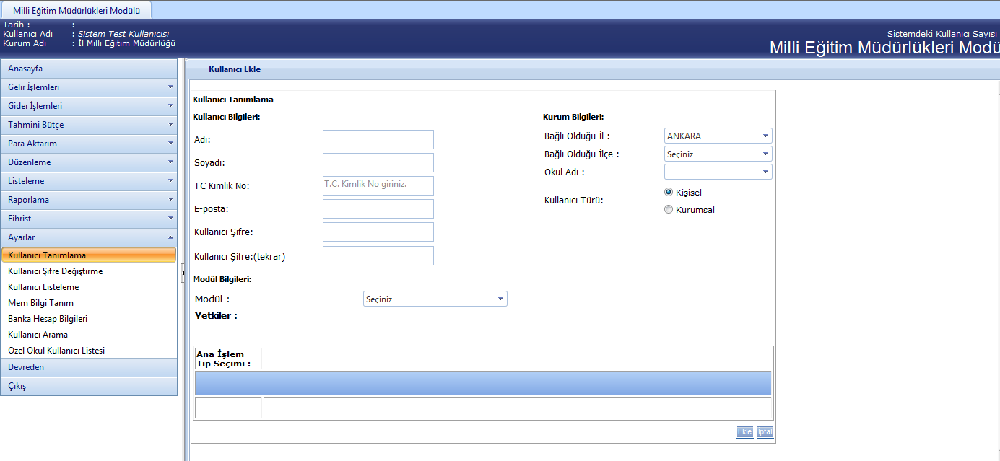 Milli Eğitim Müdürlükleri Modülü
Tarih : : -
Kullanıcı Adı : Sistem Test Kullanıcısı
Kurum Adı : İl Milli Eğitim Müdürlüğü
Sistemdeki Kullanıcı Sayısı
Milli Eğitim Müdürlükleri Modü
Anasayfa
Gelir İşlemleri
Gider İşlemleri
Tahmini Bütçe
Para Aktarım
Düzenleme
Listeleme
Raporlama
Fihrist
Ayarlar
Kullanıcı Tanımlama
Kullanıcı Şifre Değiştirme
Kullanıcı Listeleme
Mem Bilgi Tanım
Banka Hesap Bilgileri
Kullanıcı Arama
Özel Okul Kullanıcı Listesi
Devreden
Çıkış
Kullanıcı Ekle
Kullanıcı Tanımlama
Kullanıcı Bilgileri:
Adı:
Soyadı:
TC Kimlik No: T.C. Kimlik No giriniz.
E-posta:
Kullanıcı Şifre:
Kullanıcı Şifre:(tekrar)
Kurum Bilgileri:
Bağlı Olduğu İl : ANKARA
Bağlı Olduğu İlçe : Seçiniz
Okul Adı :
Kullanıcı Türü:
Kişisel
Kurumsal
Modül Bilgileri:
Modül : Seçiniz
Yetkiler :
Ana İşlem
Tip Seçimi :
Ekle İptal